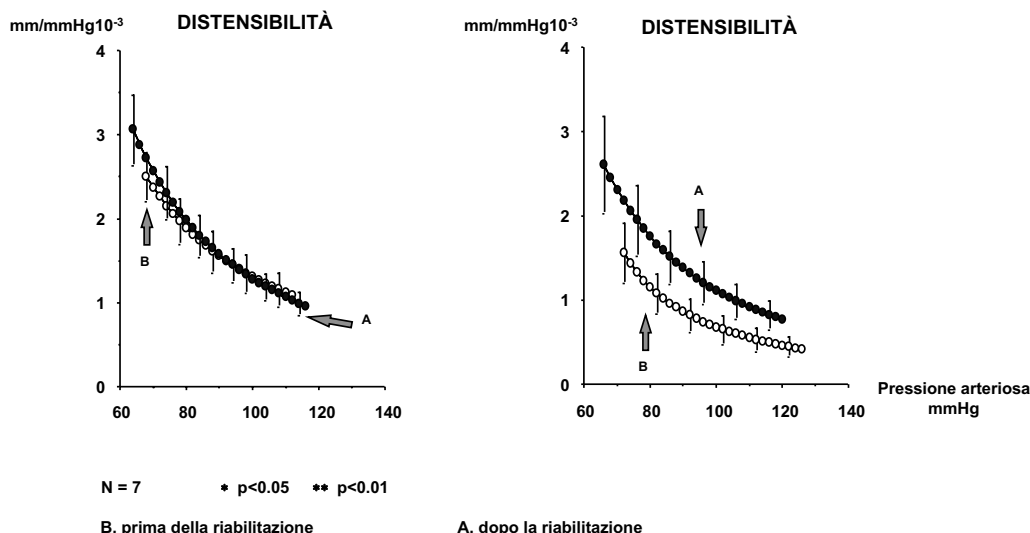 mm/mmHg10-3 DISTENSIBILITÀ
4
3
2
1
0
60 80 100 120 140
B
A
mm/mmHg10-3 DISTENSIBILITÀ
4
3
2
1
0
60 80 100 120 140
A
B
Pressione arteriosa
mmHg
N = 7 * p<0.05 ** p<0.01
B. prima della riabilitazione A. dopo la riabilitazione